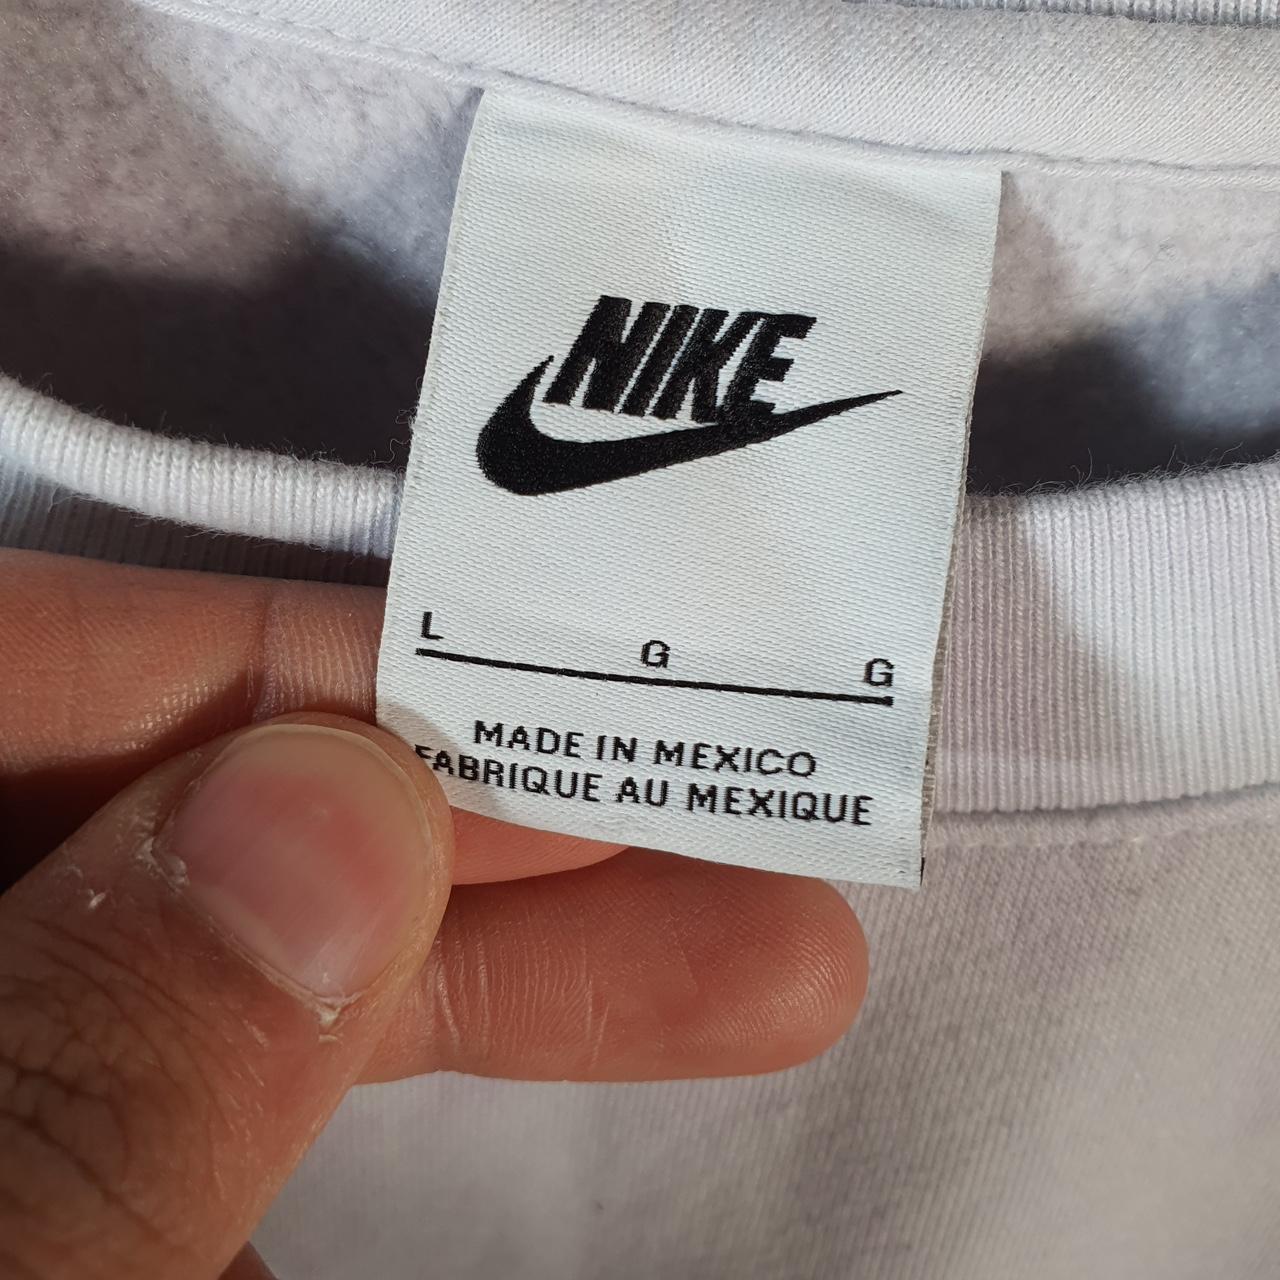 NIKE
L G G
MADE IN MEXICO
FABRIQUE AU MEXIQUE